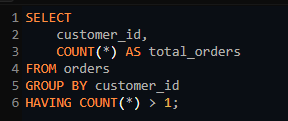 1 SELECT
2     customer_id,
3     COUNT(*) AS total_orders
4 FROM orders
5 GROUP BY customer_id
6 HAVING COUNT(*) > 1;